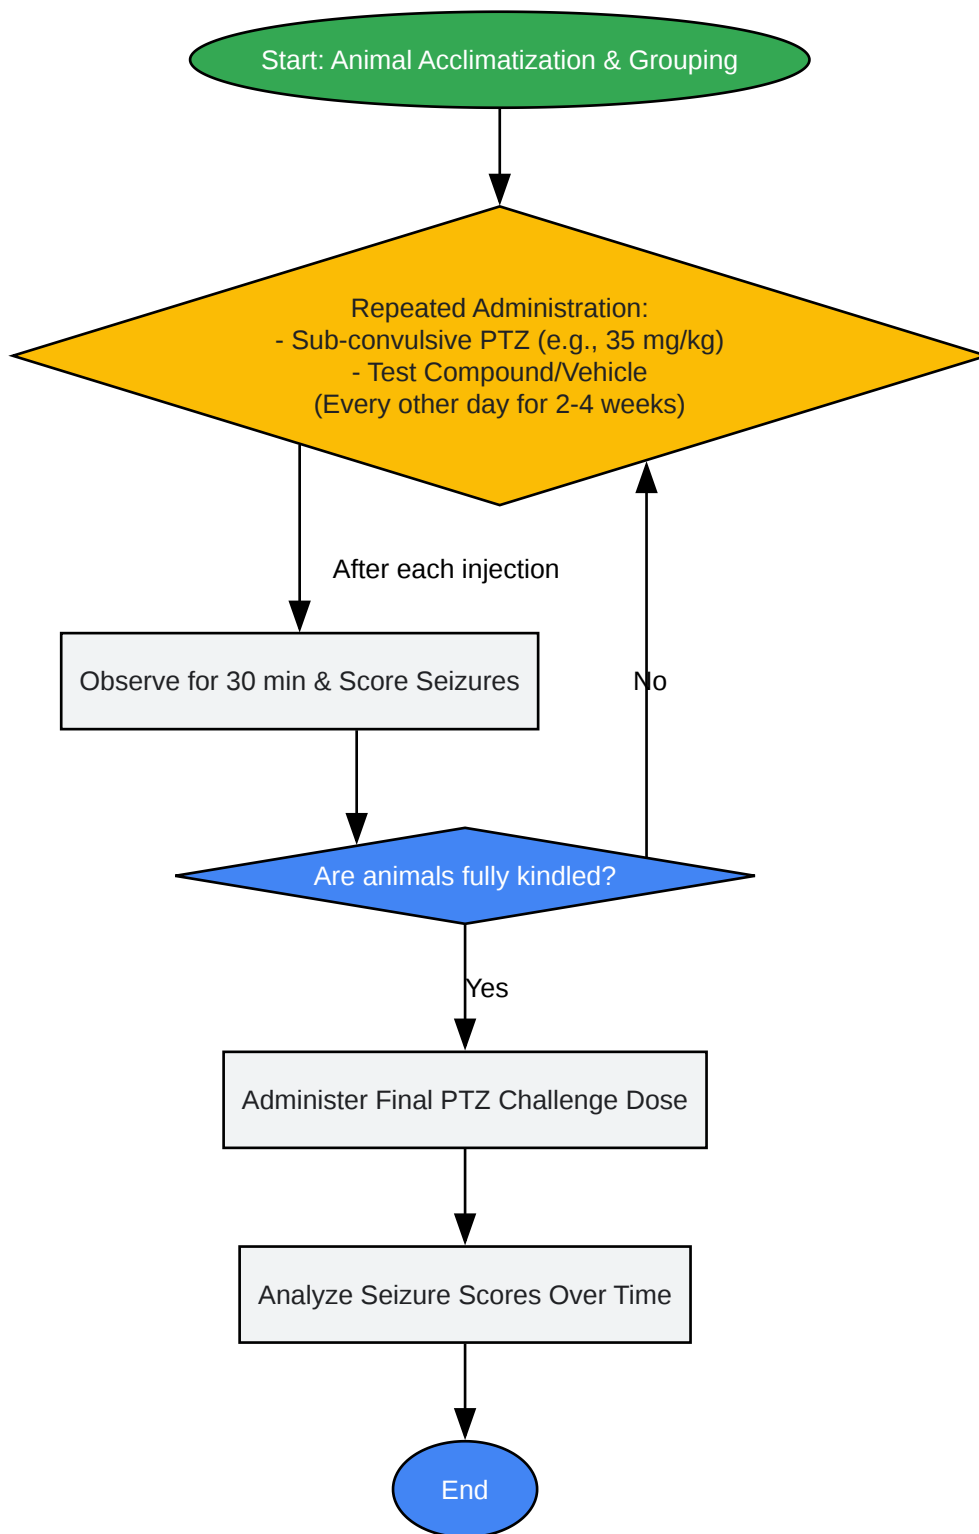 Start: Animal Acclimatization & Grouping
Repeated Administration:
- Sub-convulsive PTZ (e.g., 35 mg/kg)
- Test Compound/Vehicle
(Every other day for 2-4 weeks)
After each injection
Observe for 30 min & Score Seizures
No
Are animals fully kindled?
Yes
Administer Final PTZ Challenge Dose
Analyze Seizure Scores Over Time
End